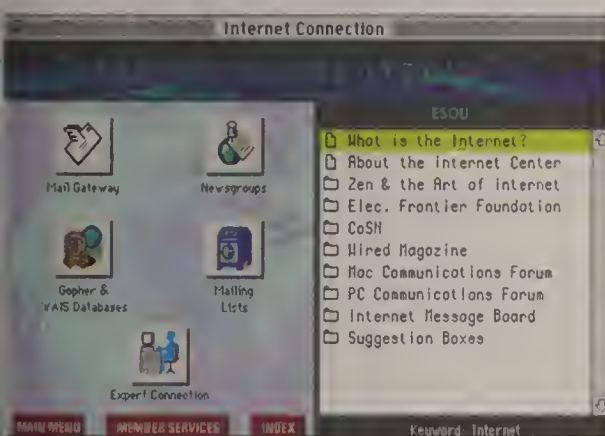 Internet Connection
Mail Gateway
Newsgroups
Gopher &
WAIS Databases
Mailing
Lists
Expert Connection
MAIN MENU
MEMBER SERVICES
INDEX
What is the Internet?
About the Internet Center
Zen & the Art of Internet
Elec. Frontier Foundation
CoSN
Wired Magazine
Mac Communications Forum
PC Communications Forum
Internet Message Board
Suggestion Boxes
Keyword: Internet